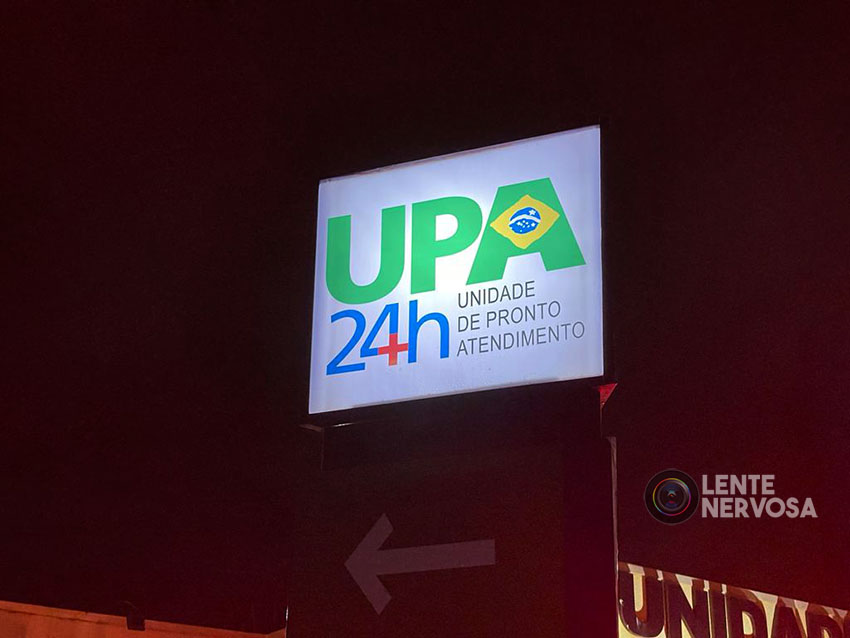 UPA
24h
UNIDADE
DE PRONTO
ATENDIMENTO
LENTE
NERVOSA